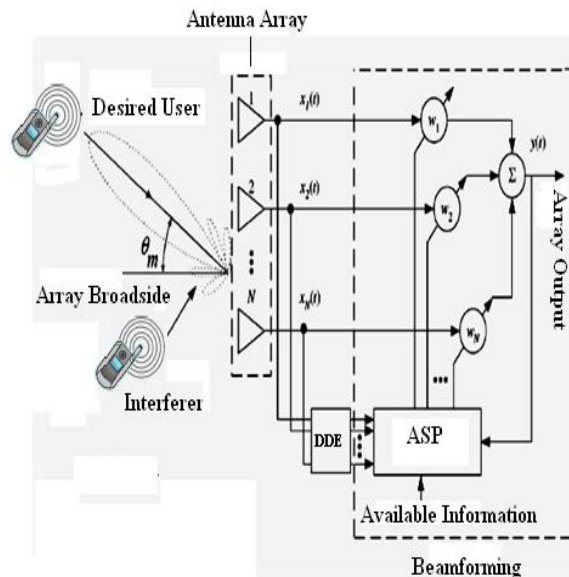 Antenna Array
Desired User
1
x1(t)
w1
y(t)
Σ
2
x2(t)
w2
Array Output
θm
Array Broadside
N
xN(t)
wN
Interferer
DDE
ASP
Available Information
Beamforming